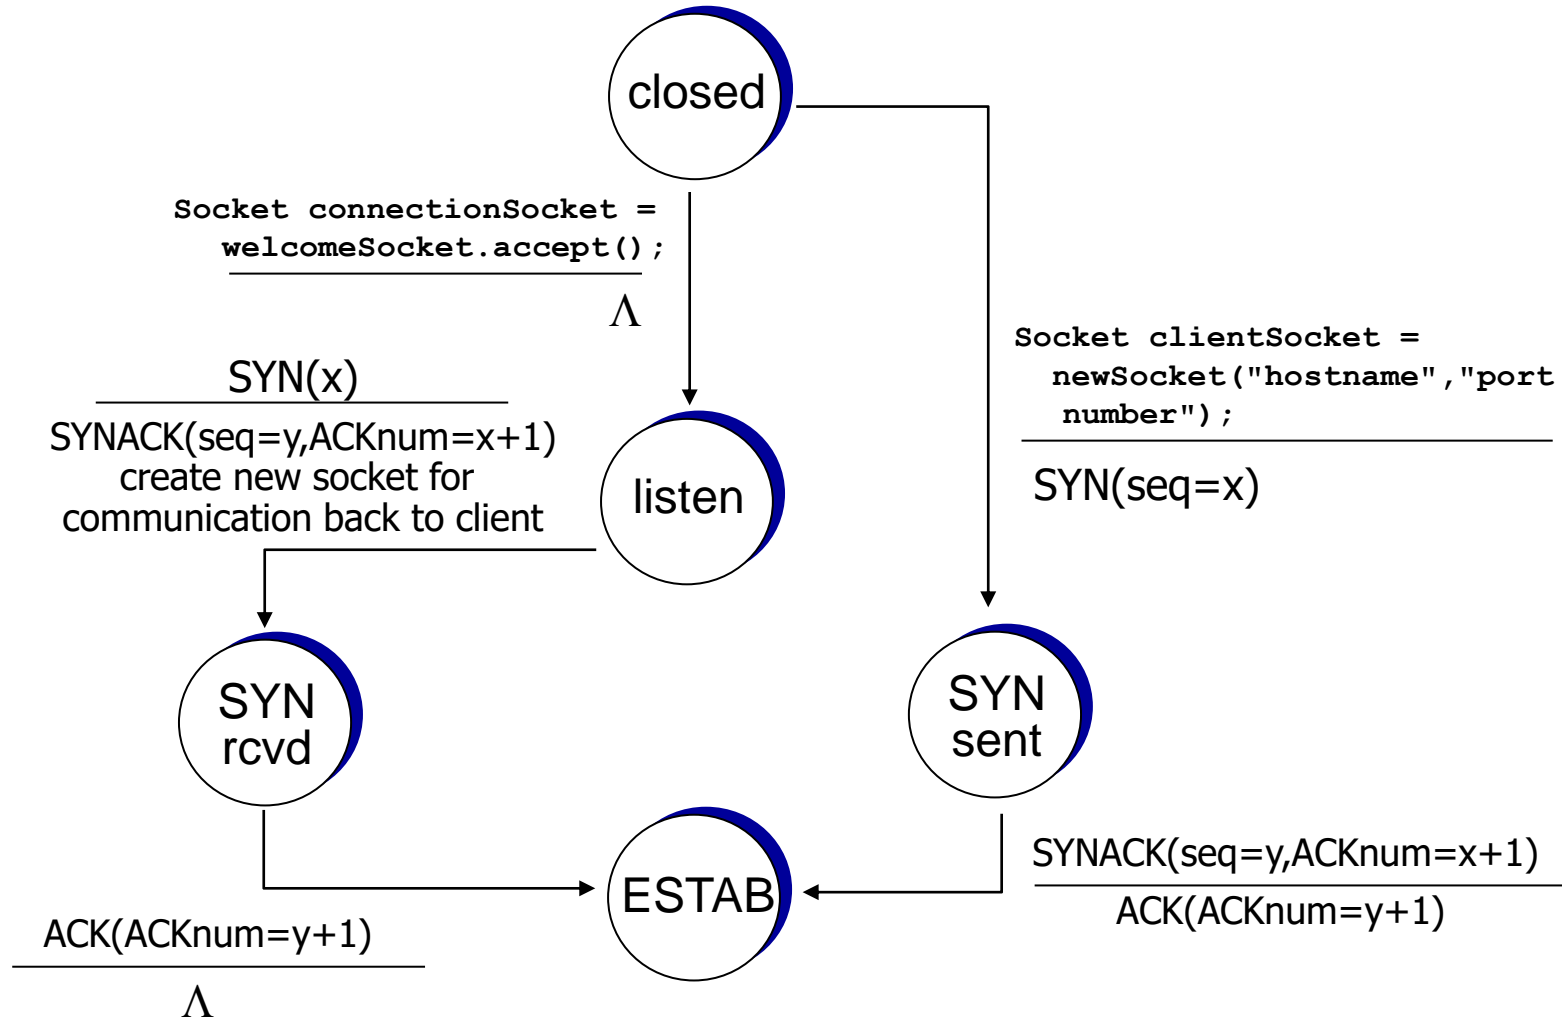 closed
Socket connectionSocket =
welcomeSocket.accept();
Λ
Socket clientSocket =
newSocket("hostname","port
number");
SYN(seq=x)
SYN(x)
SYNACK(seq=y,ACKnum=x+1)
create new socket for
communication back to client
listen
SYN
rcvd
SYN
sent
ESTAB
SYNACK(seq=y,ACKnum=x+1)
ACK(ACKnum=y+1)
ACK(ACKnum=y+1)
Λ